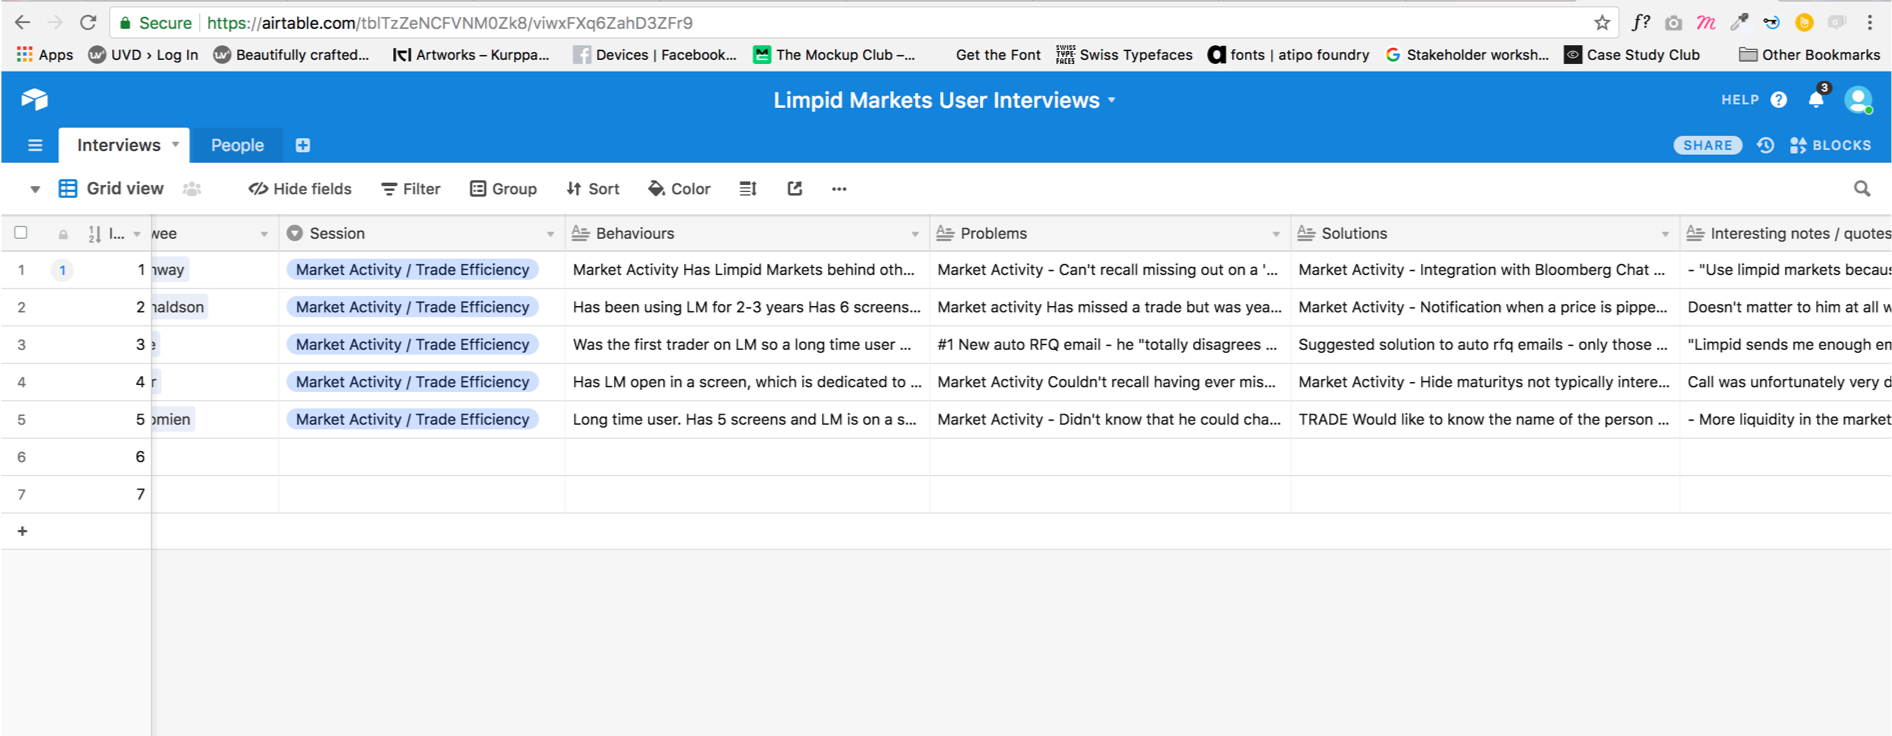 Secure https://airtable.com/tblTzZeNCFVNM0Zk8/viwxFXq6ZahD3ZFr9 f?
Apps UVD › Log In Beautifully crafted... Artworks – Kurppa... Devices | Facebook... The Mockup Club –... Get the Font SWISS TYPE- FACES Swiss Typefaces fonts | atipo foundry Stakeholder worksh... Case Study Club Other Bookmarks
Limpid Markets User Interviews HELP ? 3
Interviews People SHARE BLOCKS
Grid view Hide fields Filter Group Sort Color
I... wee Session Behaviours Problems Solutions Interesting notes / quotes
1 1 1 nway Market Activity / Trade Efficiency Market Activity Has Limpid Markets behind oth... Market Activity - Can't recall missing out on a '... Market Activity - Integration with Bloomberg Chat ... - "Use limpid markets becaus
2 2 naldson Market Activity / Trade Efficiency Has been using LM for 2-3 years Has 6 screens... Market activity Has missed a trade but was yea... Market Activity - Notification when a price is pippe... Doesn't matter to him at all w
3 3 e Market Activity / Trade Efficiency Was the first trader on LM so a long time user ... #1 New auto RFQ email - he "totally disagrees ... Suggested solution to auto rfq emails - only those ... "Limpid sends me enough em
4 4 r Market Activity / Trade Efficiency Has LM open in a screen, which is dedicated to ... Market Activity Couldn't recall having ever mis... Market Activity - Hide maturitys not typically intere... Call was unfortunately very d
5 5 omien Market Activity / Trade Efficiency Long time user. Has 5 screens and LM is on a s... Market Activity - Didn't know that he could cha... TRADE Would like to know the name of the person ... - More liquidity in the market
6 6
7 7
+